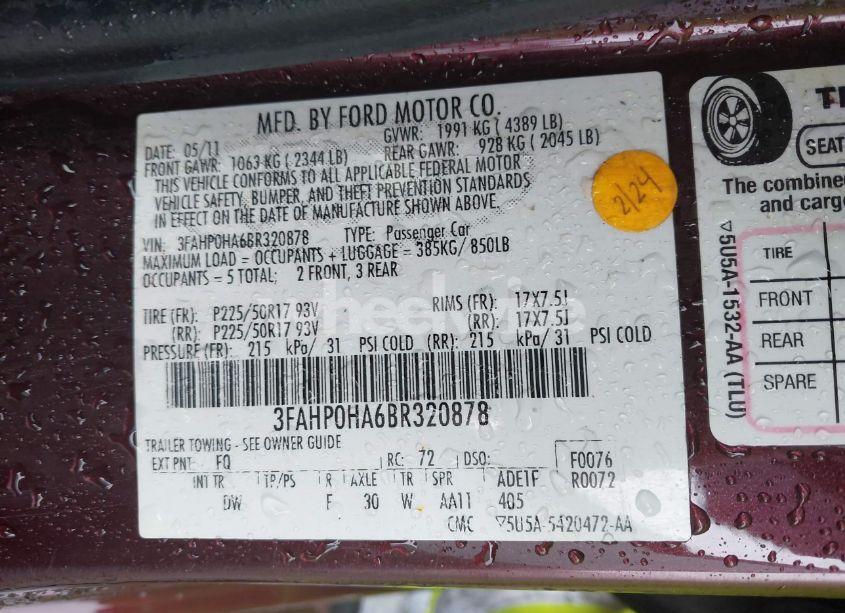 MFD. BY FORD MOTOR CO.
DATE: 05/11 GVWR: 1991 KG ( 4389 LB)
FRONT GAWR: 1063 KG ( 2344 LB) REAR GAWR: 928 KG ( 2045 LB)
THIS VEHICLE CONFORMS TO ALL APPLICABLE FEDERAL MOTOR
VEHICLE SAFETY, BUMPER, AND THEFT PREVENTION STANDARDS
IN EFFECT ON THE DATE OF MANUFACTURE SHOWN ABOVE.
VIN: 3FAHP0HA6BR320878 TYPE: Passenger Car
MAXIMUM LOAD = OCCUPANTS + LUGGAGE = 385KG/ 850LB
OCCUPANTS = 5 TOTAL; 2 FRONT, 3 REAR
TIRE (FR): P225/50R17 93V RIMS (FR): 17X7.5J
(RR): P225/50R17 93V (RR): 17X7.5J
PRESSURE (FR): 215 kPa/ 31 PSI COLD (RR): 215 kPa/ 31 PSI COLD
3FAHP0HA6BR320878
TRAILER TOWING - SEE OWNER GUIDE
EXT PNT: FQ RC: 72 DSO: F0076
INT TR TP/PS R AXLE TR SPR ADE1F R0072
DW F 30 W AA11 405
CMC ▽5U5A-5420472-AA
2/24
SEAT
The combine
and cargo
▽5U5A-1532-AA (TLU)
TIRE
FRONT
REAR
SPARE